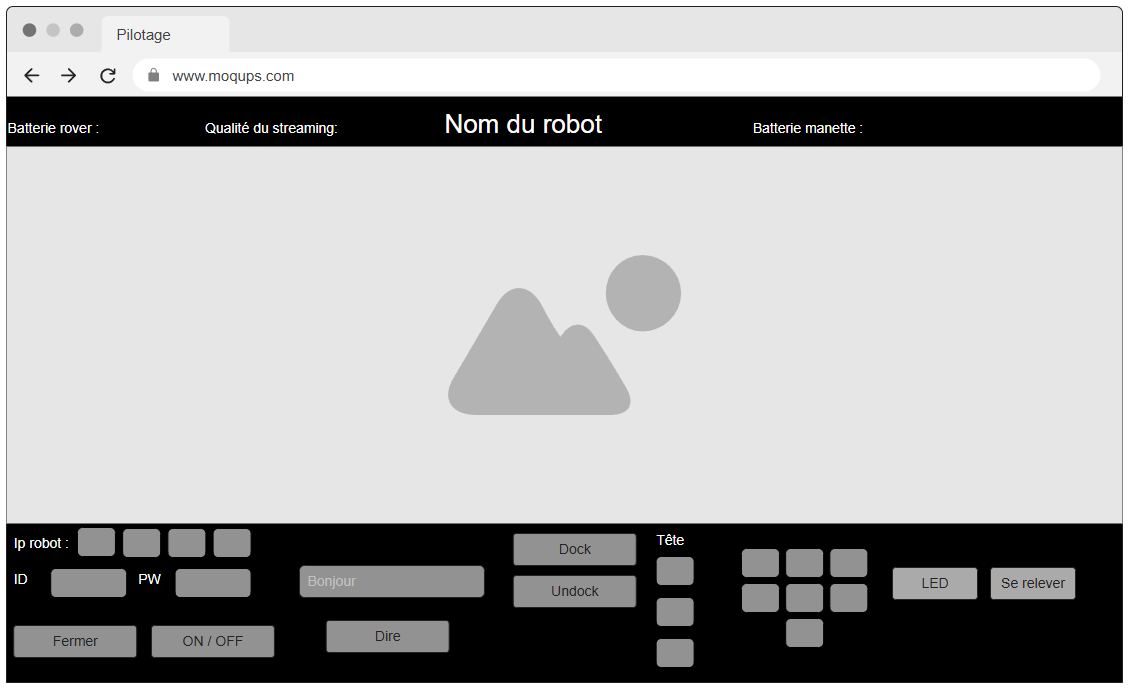 Pilotage
www.moqups.com
Batterie rover :
Qualité du streaming:
Nom du robot
Batterie manette :
Ip robot :
ID
PW
Fermer
ON / OFF
Bonjour
Dire
Dock
Undock
Tête
LED
Se relever